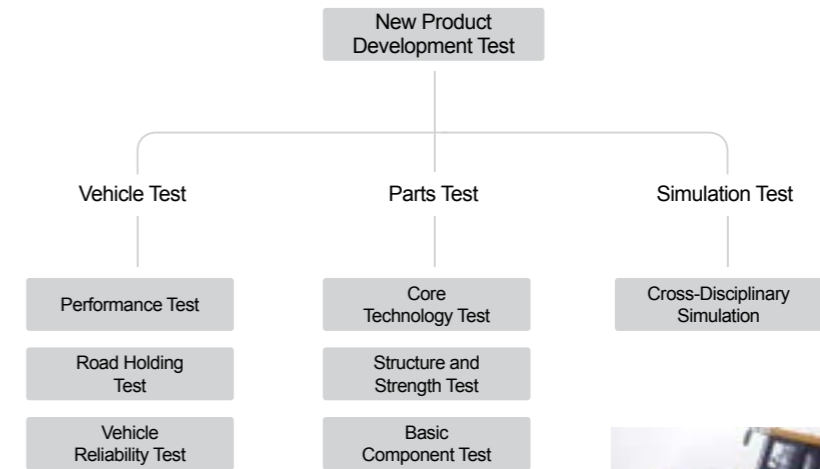 New Product
Development Test
Vehicle Test
Parts Test
Simulation Test
Performance Test
Core
Technology Test
Cross-Disciplinary
Simulation
Road Holding
Test
Structure and
Strength Test
Vehicle
Reliability Test
Basic
Component Test